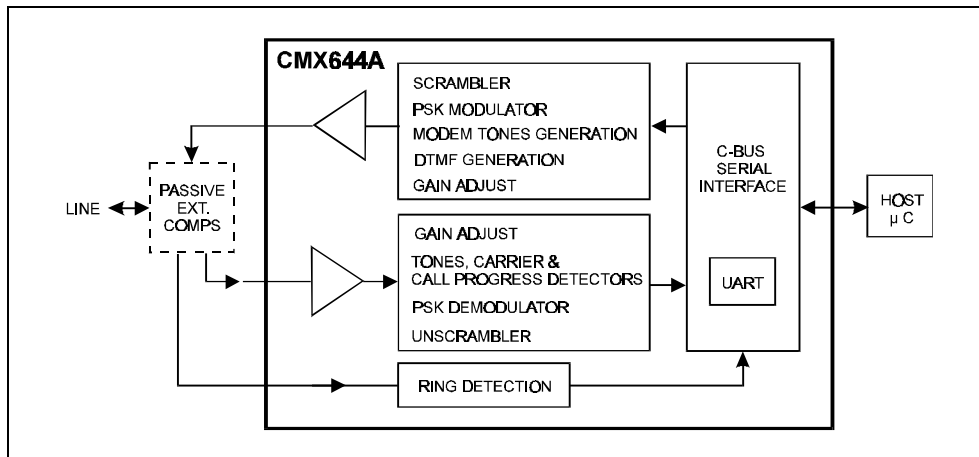 CMX644A
SCRAMBLER
PSK MODULATOR
MODEM TONES GENERATION
DTMF GENERATION
GAIN ADJUST
C-BUS
SERIAL
INTERFACE
UART
HOST
µ C
LINE
PASSIVE
EXT.
COMPS
GAIN ADJUST
TONES, CARRIER &
CALL PROGRESS DETECTORS
PSK DEMODULATOR
UNSCRAMBLER
RING DETECTION